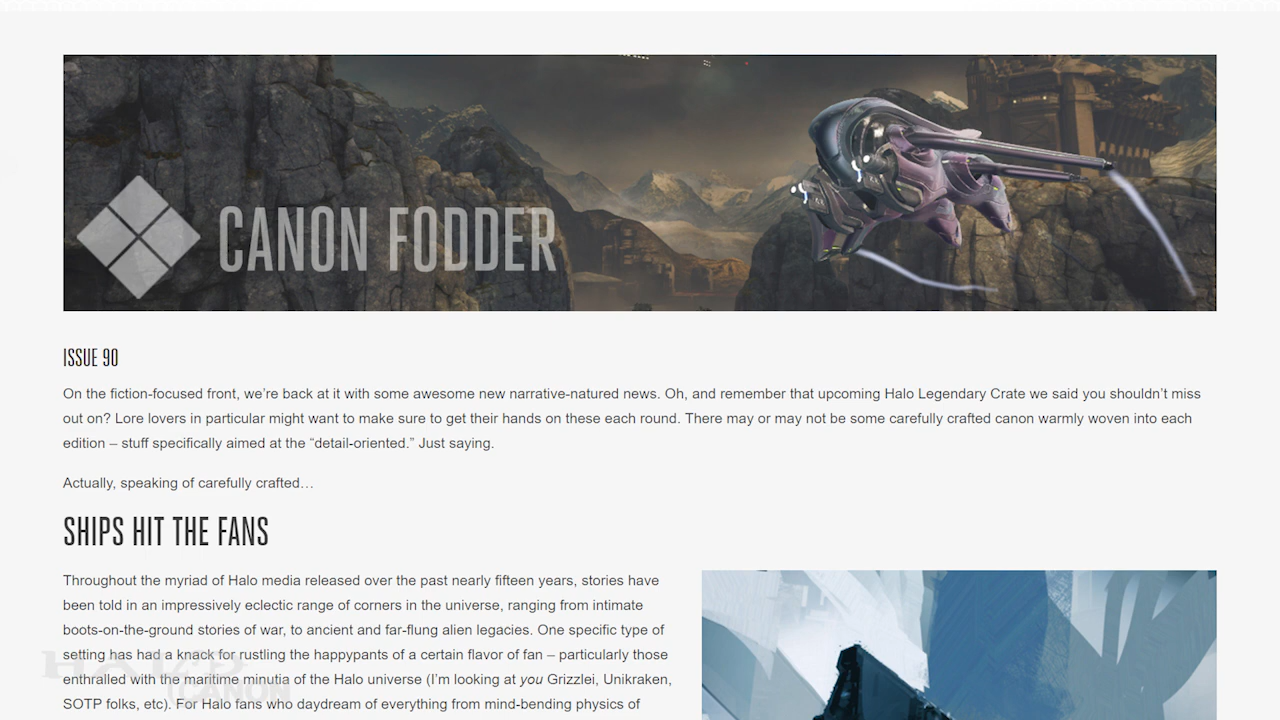 CANON FODDER
ISSUE 90
On the fiction-focused front, we’re back at it with some awesome new narrative-natured news. Oh, and remember that upcoming Halo Legendary Crate we said you shouldn’t miss
out on? Lore lovers in particular might want to make sure to get their hands on these each round. There may or may not be some carefully crafted canon warmly woven into each
edition – stuff specifically aimed at the “detail-oriented.” Just saying.
Actually, speaking of carefully crafted…
SHIPS HIT THE FANS
Throughout the myriad of Halo media released over the past nearly fifteen years, stories have
been told in an impressively eclectic range of corners in the universe, ranging from intimate
boots-on-the-ground stories of war, to ancient and far-flung alien legacies. One specific type of
setting has had a knack for rustling the happypants of a certain flavor of fan – particularly those
enthralled with the maritime minutia of the Halo universe (I’m looking at you Grizzlei, Unikraken,
SOTP folks, etc). For Halo fans who daydream of everything from mind-bending physics of
CANON